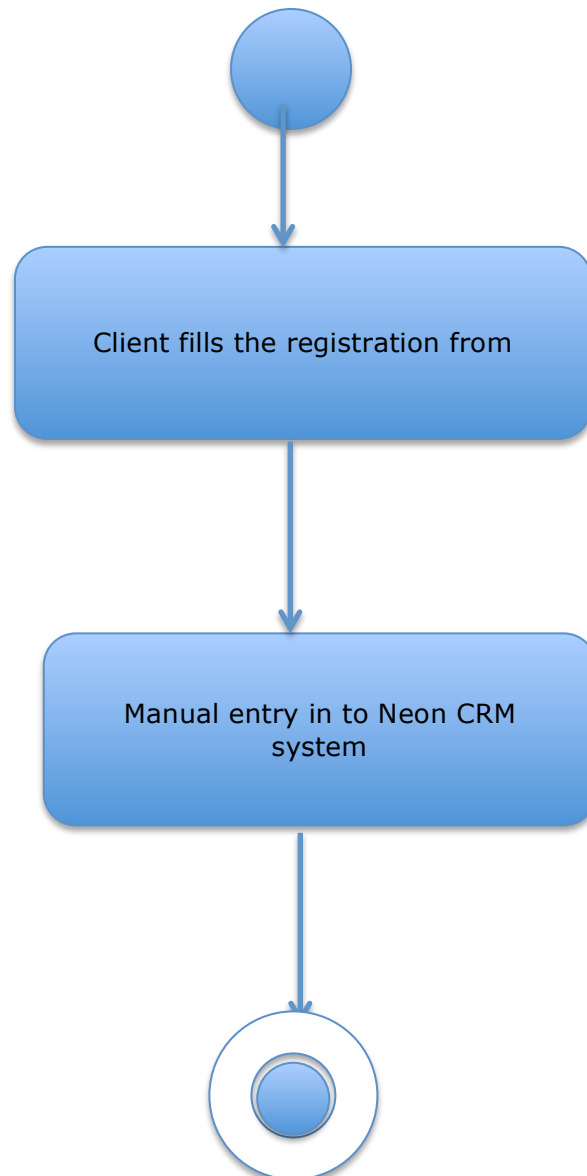 Client fills the registration from
Manual entry in to Neon CRM
system